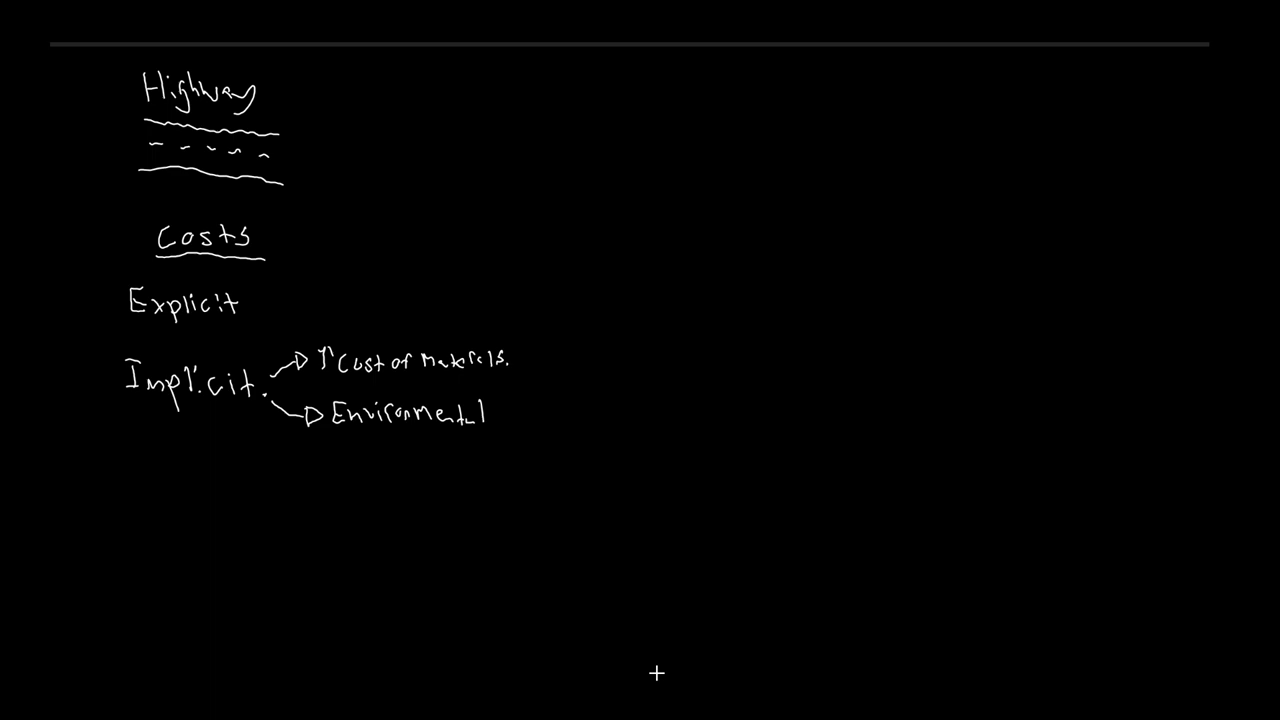 Highway
Costs
Explicit
Implicit.
↑ Cost of Materials.
Environmental